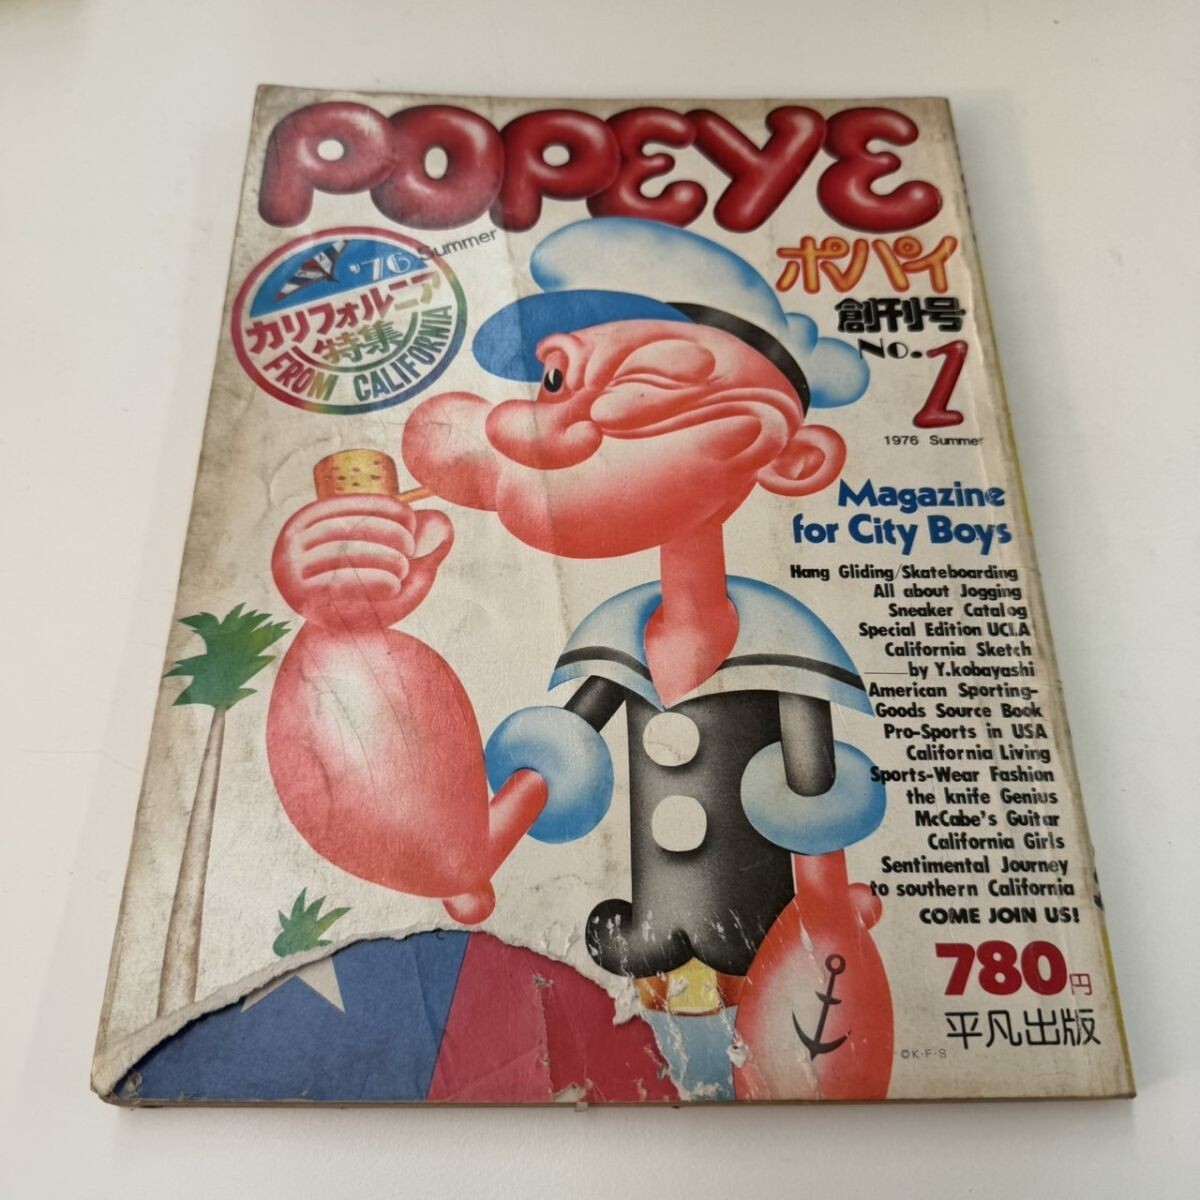 POPEYE
'76 Summer
カリフォルニア
特集
FROM CALIFORNIA
ポパイ
創刊号
No.1
1976 Summer
Magazine
for City Boys
Hang Gliding/Skateboarding
All about Jogging
Sneaker Catalog
Special Edition UCLA
California Sketch
by Y.kobayashi
American Sporting-
Goods Source Book
Pro-Sports in USA
California Living
Sports-Wear Fashion
the knife Genius
McCabe's Guitar
California Girls
Sentimental Journey
to southern California
COME JOIN US!
780円
平凡出版
©K·F·S